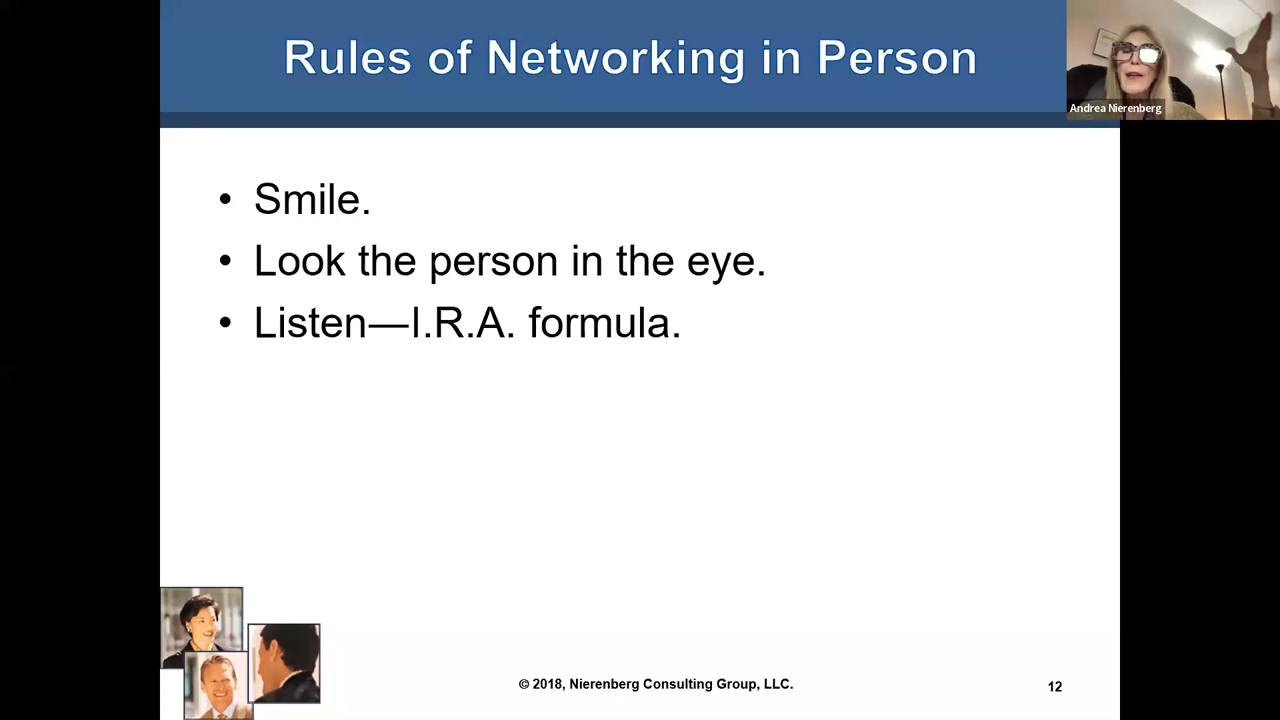 Rules of Networking in Person
Andrea Nierenberg
• Smile.
• Look the person in the eye.
• Listen—I.R.A. formula.
© 2018, Nierenberg Consulting Group, LLC.
12